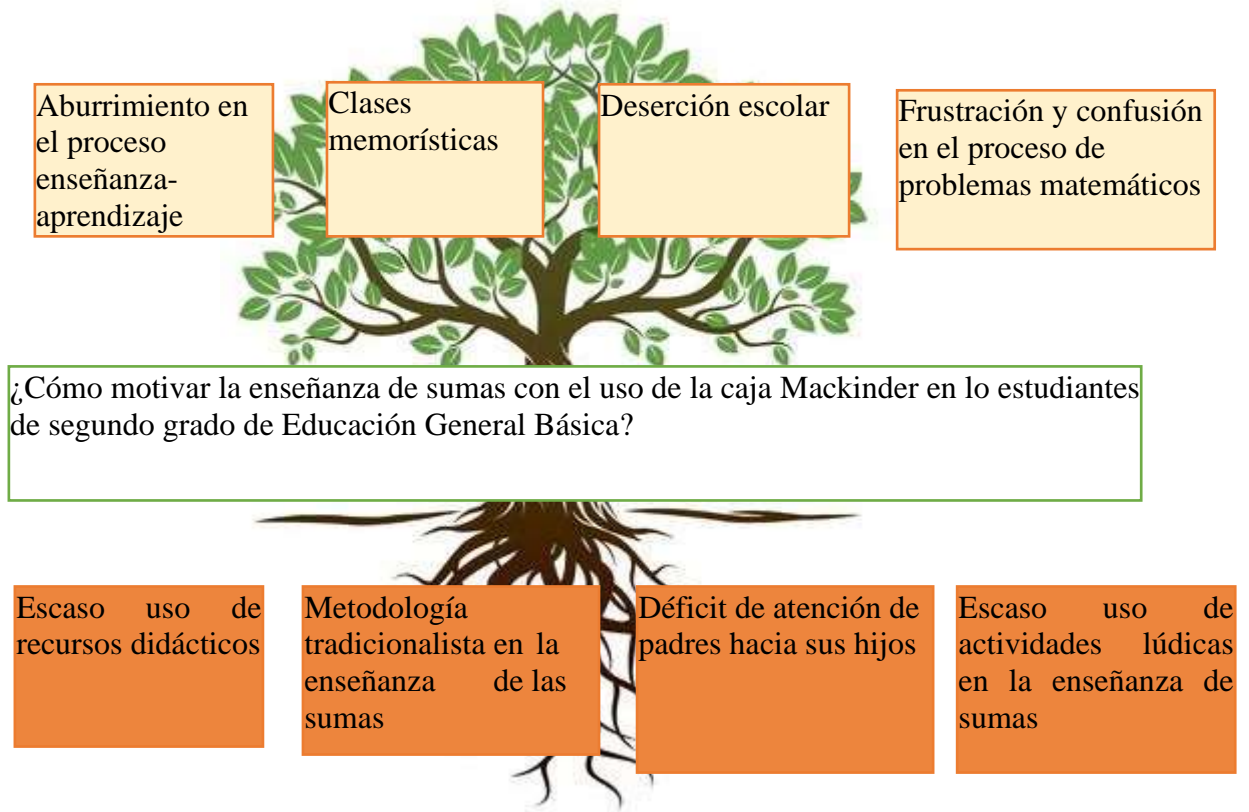 Aburrimiento en
el proceso
enseñanza-
aprendizaje
Clases
memorísticas
Deserción escolar
Frustración y confusión
en el proceso de
problemas matemáticos
¿Cómo motivar la enseñanza de sumas con el uso de la caja Mackinder en lo estudiantes
de segundo grado de Educación General Básica?
Escaso uso de
recursos didácticos
Metodología
tradicionalista en la
enseñanza de las
sumas
Déficit de atención de
padres hacia sus hijos
Escaso uso de
actividades lúdicas
en la enseñanza de
sumas